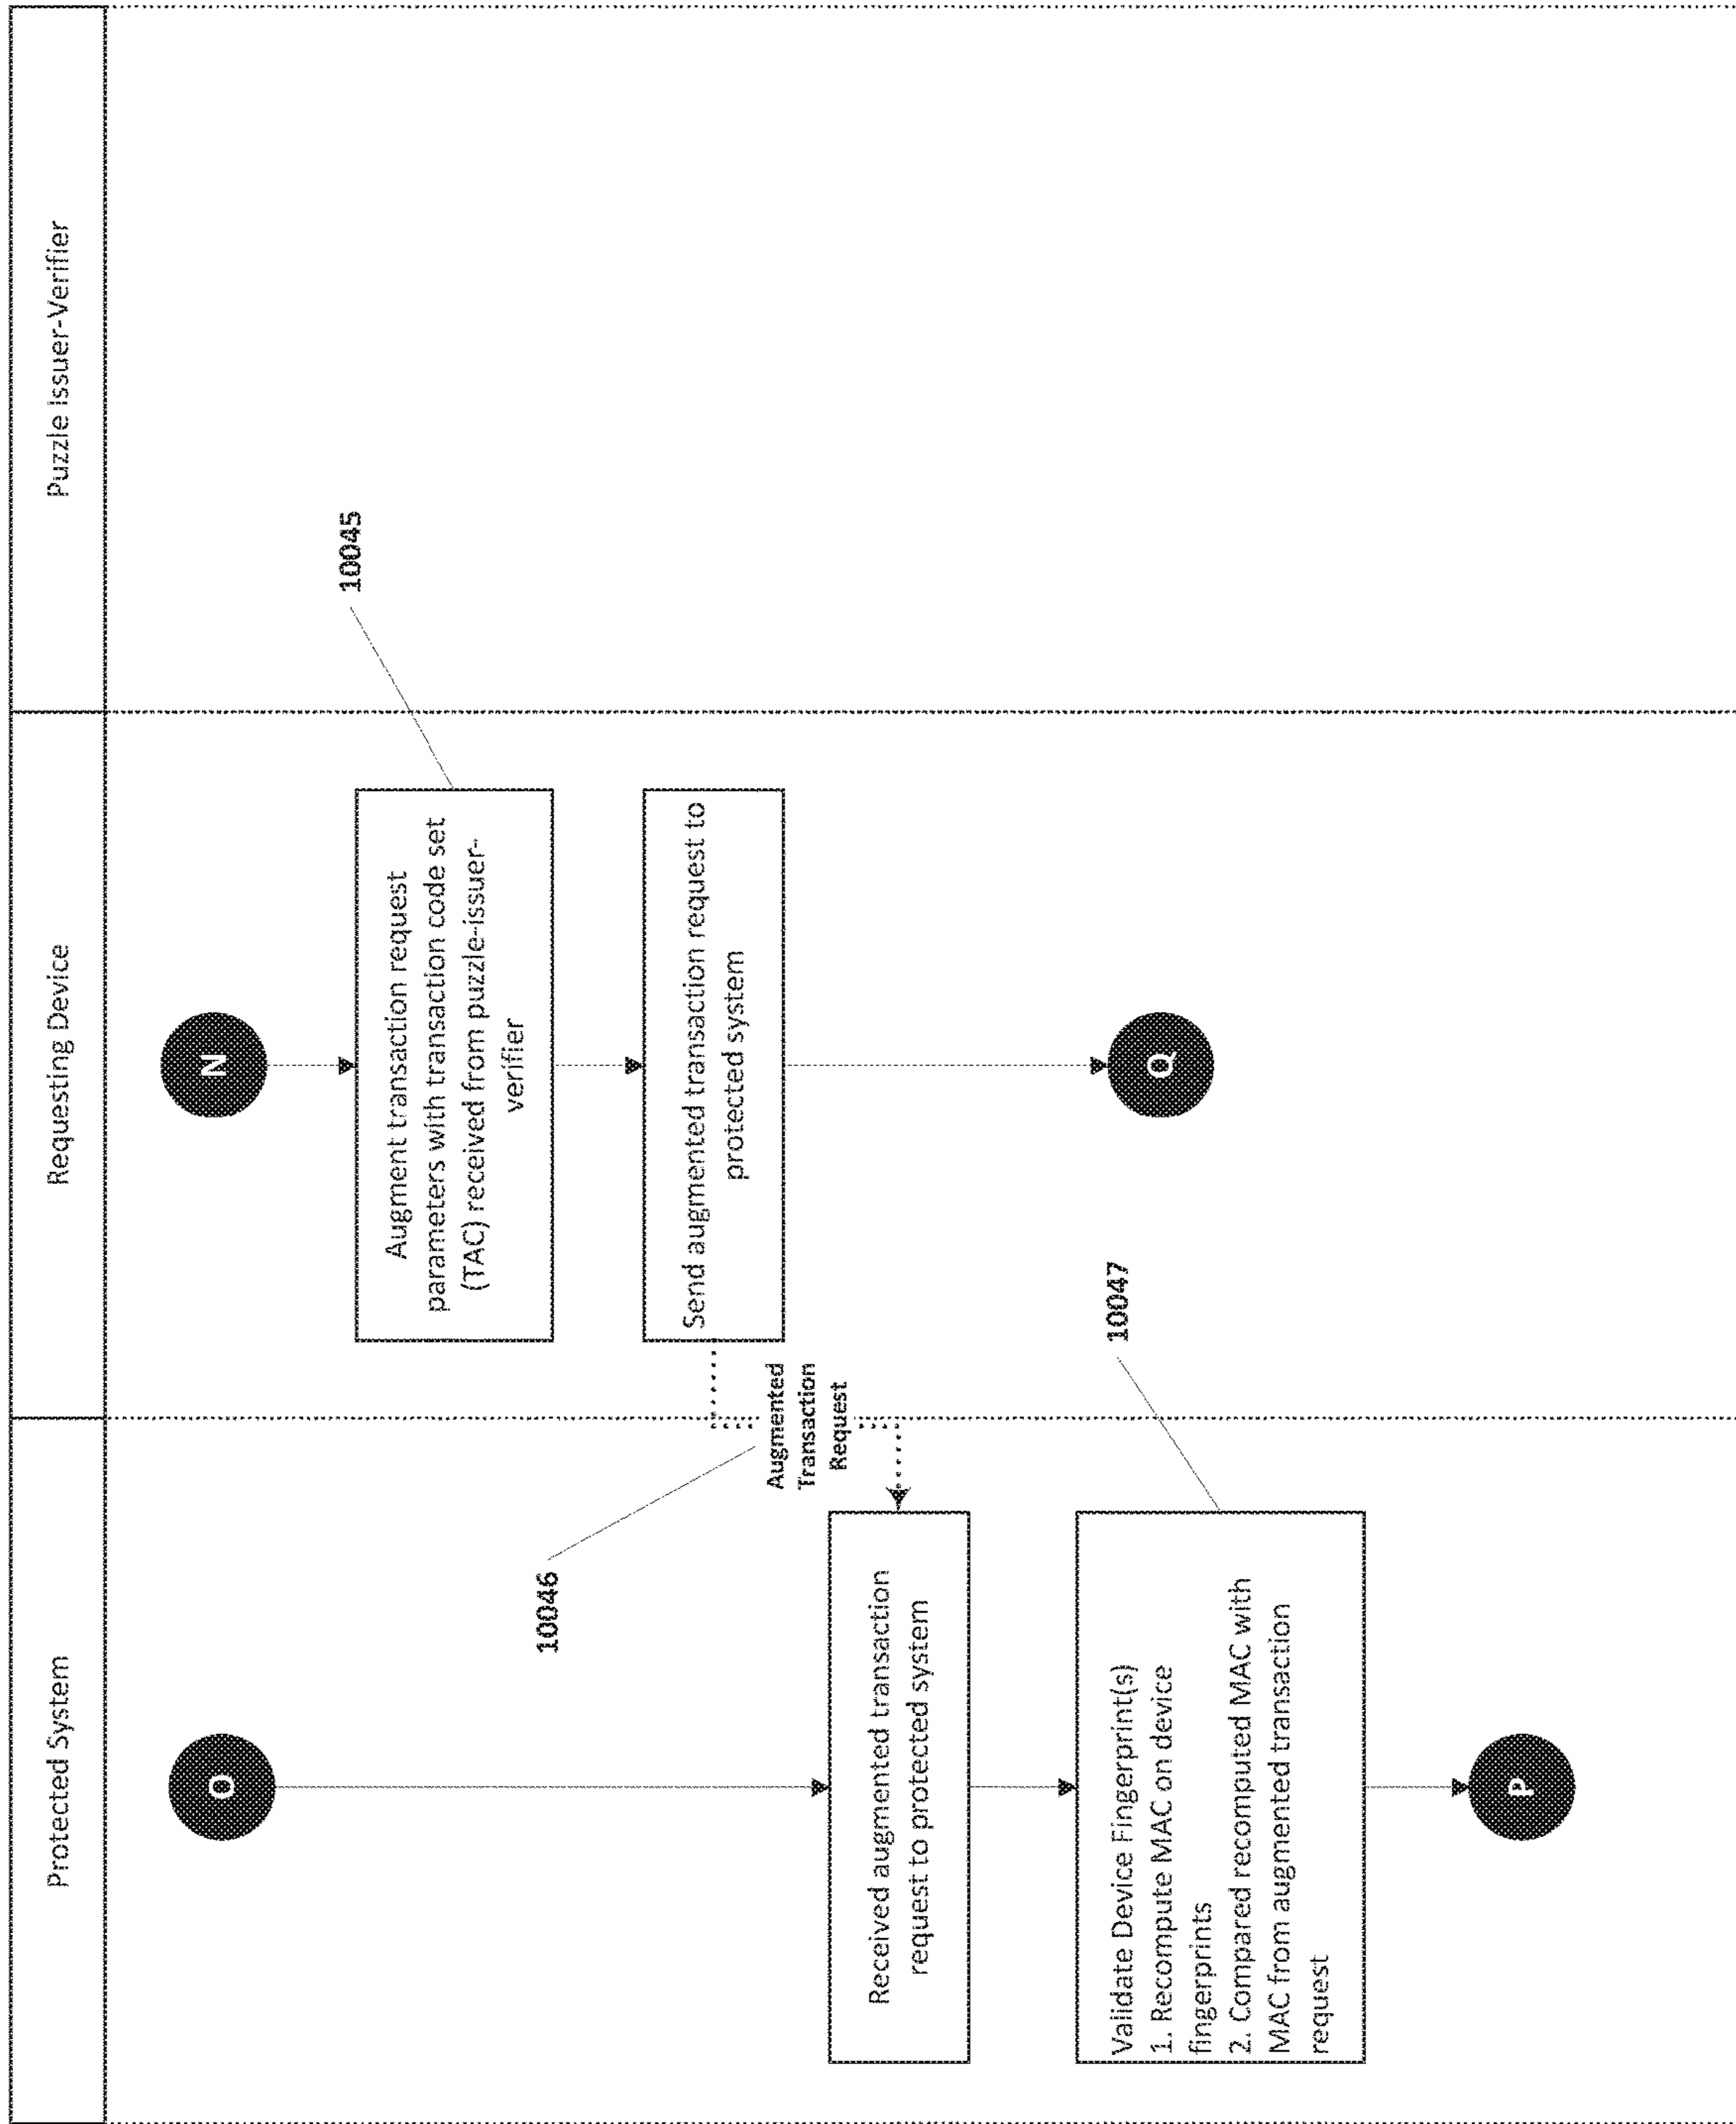 Protected System
Requesting Device
Puzzle Issuer-Verifier
O
N
Augment transaction request
parameters with transaction code set
(TAC) received from puzzle-issuer-
verifier
10045
Send augmented transaction request to
protected system
10046
Augmented
Transaction
Request
Received augmented transaction
request to protected system
10047
Validate Device Fingerprint(s)
1. Recompute MAC on device
fingerprints
2. Compared recomputed MAC with
MAC from augmented transaction
request
Q
P